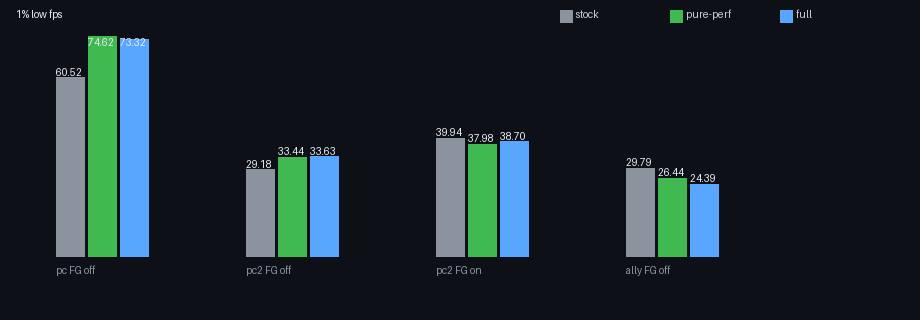 1% low fps
stock pure-perf full
60.52 74.62 73.32
29.18 33.44 33.63
39.94 37.98 38.70
29.79 26.44 24.39
pc FG off pc2 FG off pc2 FG on ally FG off